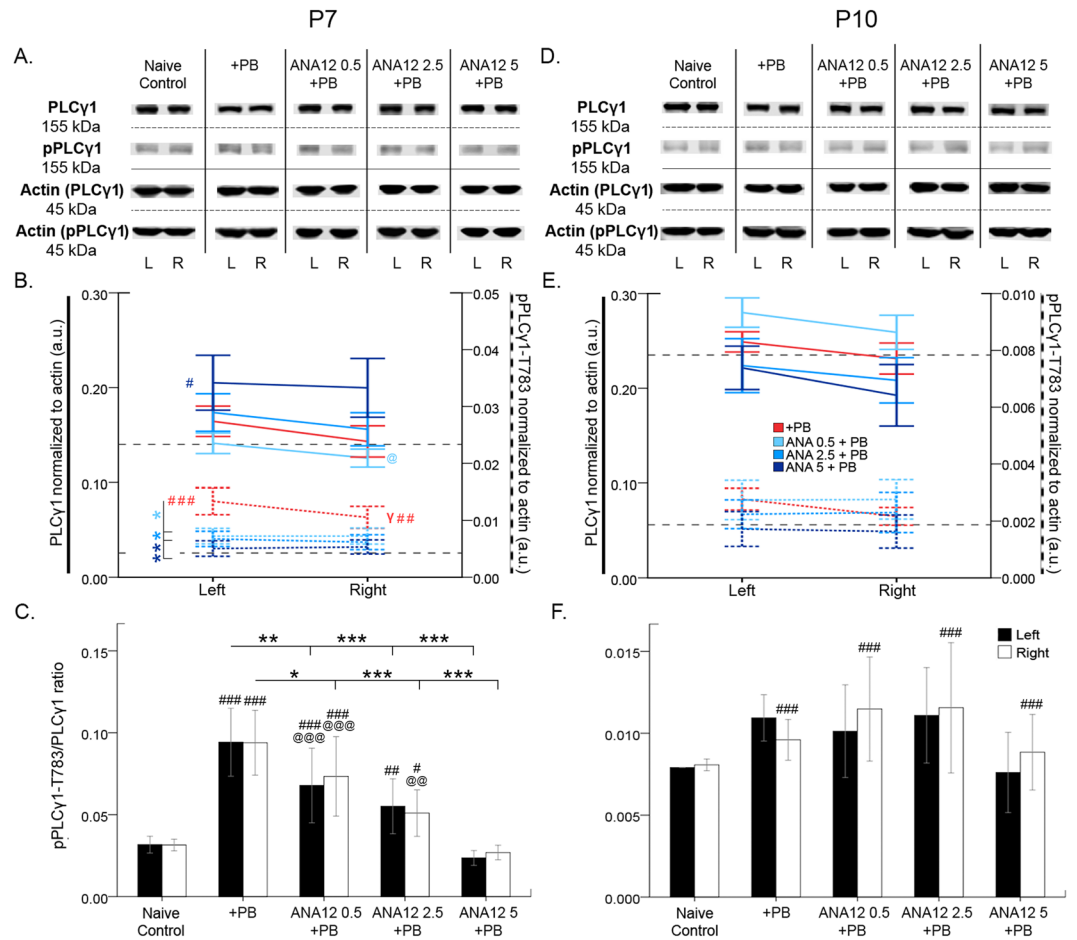 P7
P10
A.
Naive
Control
+PB
ANA12 0.5
+PB
ANA12 2.5
+PB
ANA12 5
+PB
PLCγ1
155 kDa
pPLCγ1
155 kDa
Actin (PLCγ1)
45 kDa
Actin (pPLCγ1)
45 kDa
L R L R L R L R L R
D.
Naive
Control
+PB
ANA12 0.5
+PB
ANA12 2.5
+PB
ANA12 5
+PB
PLCγ1
155 kDa
pPLCγ1
155 kDa
Actin (PLCγ1)
45 kDa
Actin (pPLCγ1)
45 kDa
L R L R L R L R L R
B.
PLCγ1 normalized to actin (a.u.)
0.30
0.20
0.10
0.00
#
@
###
*
*
*
*
γ ##
Left Right
0.05
0.04
0.03
0.02
0.01
0.00
pPLCγ1-T783 normalized to actin (a.u.)
E.
PLCγ1 normalized to actin (a.u.)
0.30
0.20
0.10
0.00
+PB
ANA 0.5 + PB
ANA 2.5 + PB
ANA 5 + PB
Left Right
0.010
0.008
0.006
0.004
0.002
0.000
pPLCγ1-T783 normalized to actin (a.u.)
C.
pPLCγ1-T783/PLCγ1 ratio
0.15
0.10
0.05
0.00
** *** ***
* *** ***
### ###
### ###
@@@ @@@
## #
@@
Naive
Control
+PB
ANA12 0.5
+PB
ANA12 2.5
+PB
ANA12 5
+PB
F.
0.015
0.010
0.005
0.000
Left
Right
###
###
###
###
Naive
Control
+PB
ANA12 0.5
+PB
ANA12 2.5
+PB
ANA12 5
+PB